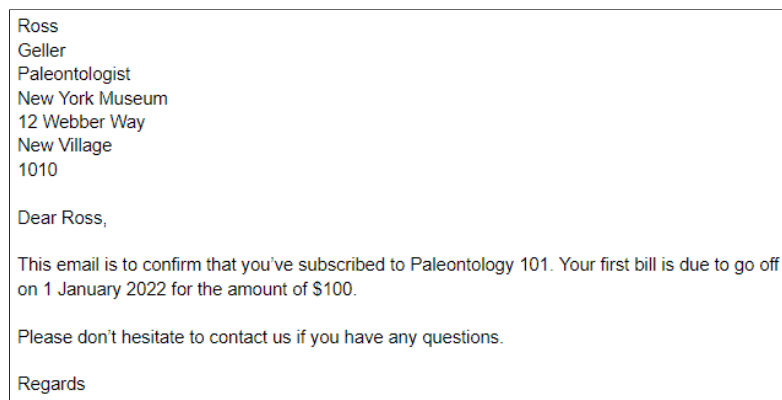 Ross
Geller
Paleontologist
New York Museum
12 Webber Way
New Village
1010
Dear Ross,
This email is to confirm that you’ve subscribed to Paleontology 101. Your first bill is due to go off
on 1 January 2022 for the amount of $100.
Please don’t hesitate to contact us if you have any questions.
Regards